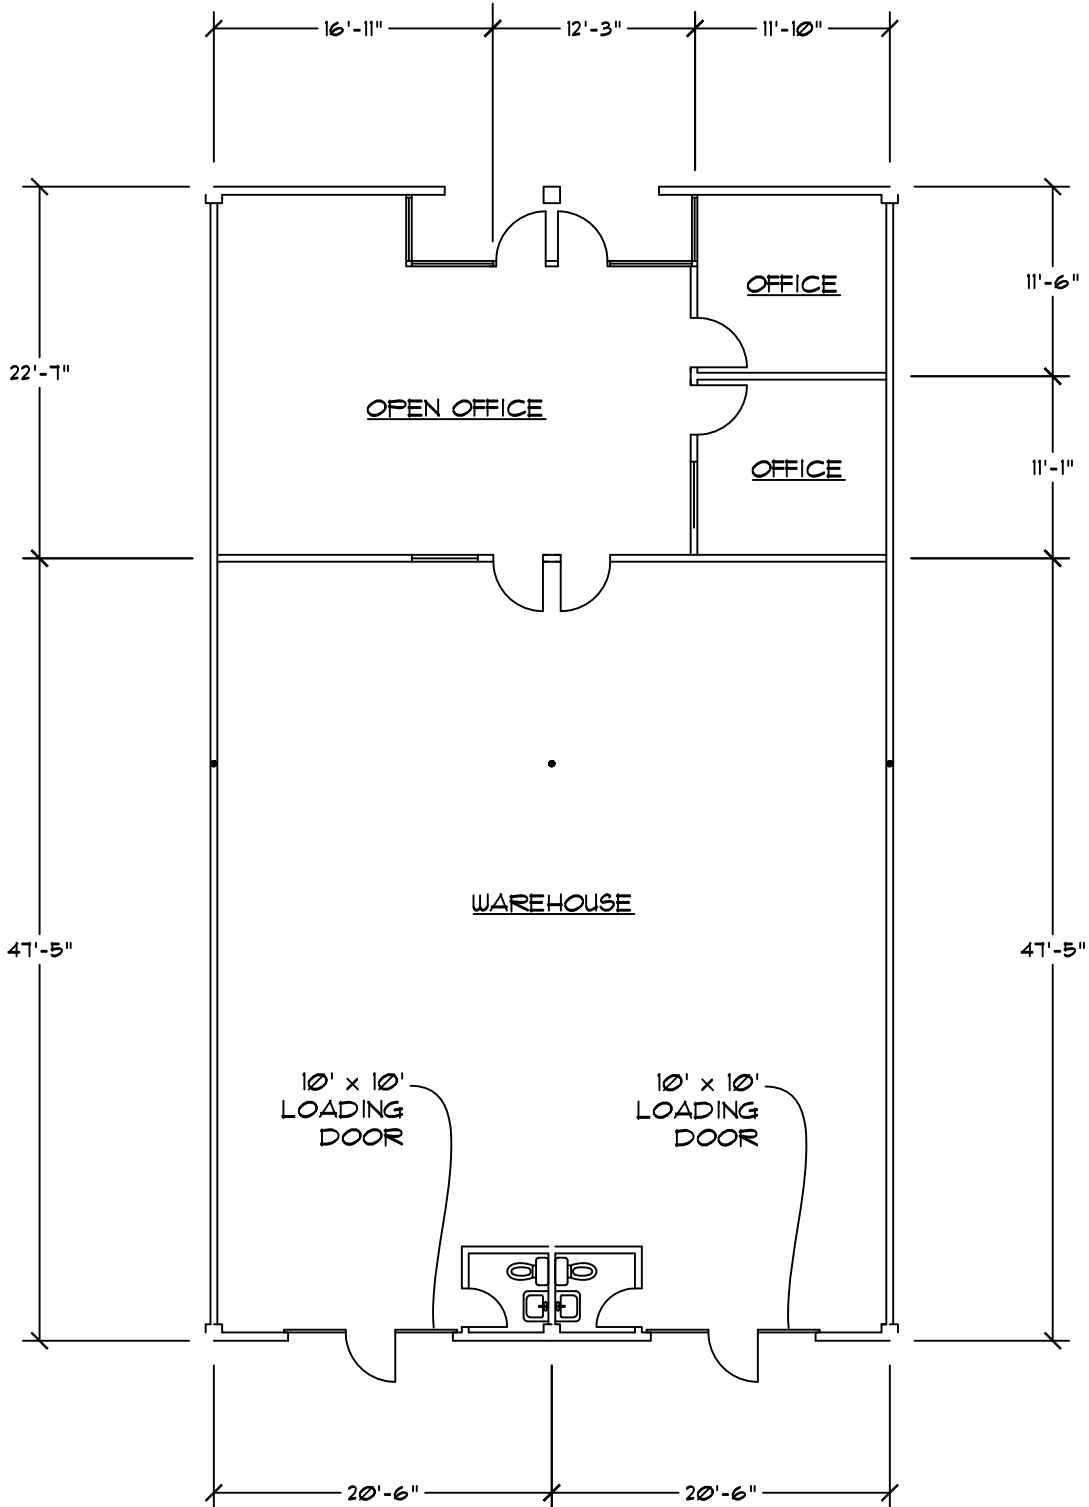 16'-11" 12'-3" 11'-10"
OFFICE
11'-6"
22'-7"
OPEN OFFICE
OFFICE
11'-1"
WAREHOUSE
47'-5" 47'-5"
10' x 10' 10' x 10'
LOADING LOADING
DOOR DOOR
20'-6" 20'-6"